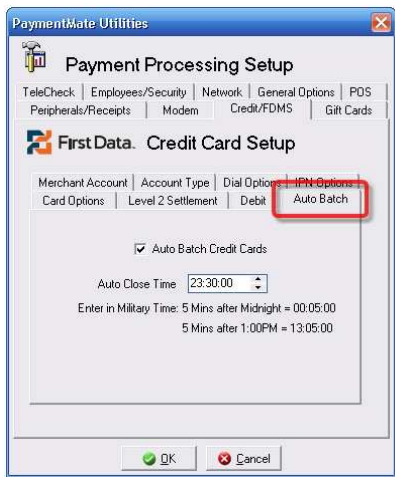 PaymentMate Utilities
Payment Processing Setup
TeleCheck | Employees/Security | Network | General Options | POS
Peripherals/Receipts | Modem | Credit/FDMS | Gift Cards
First Data. Credit Card Setup
Merchant Account | Account Type | Dial Options | IPN Options
Card Options | Level 2 Settlement | Debit | Auto Batch
Auto Batch Credit Cards
Auto Close Time 23:30:00
Enter in Military Time: 5 Mins after Midnight = 00:05:00
5 Mins after 1:00PM = 13:05:00
OK Cancel